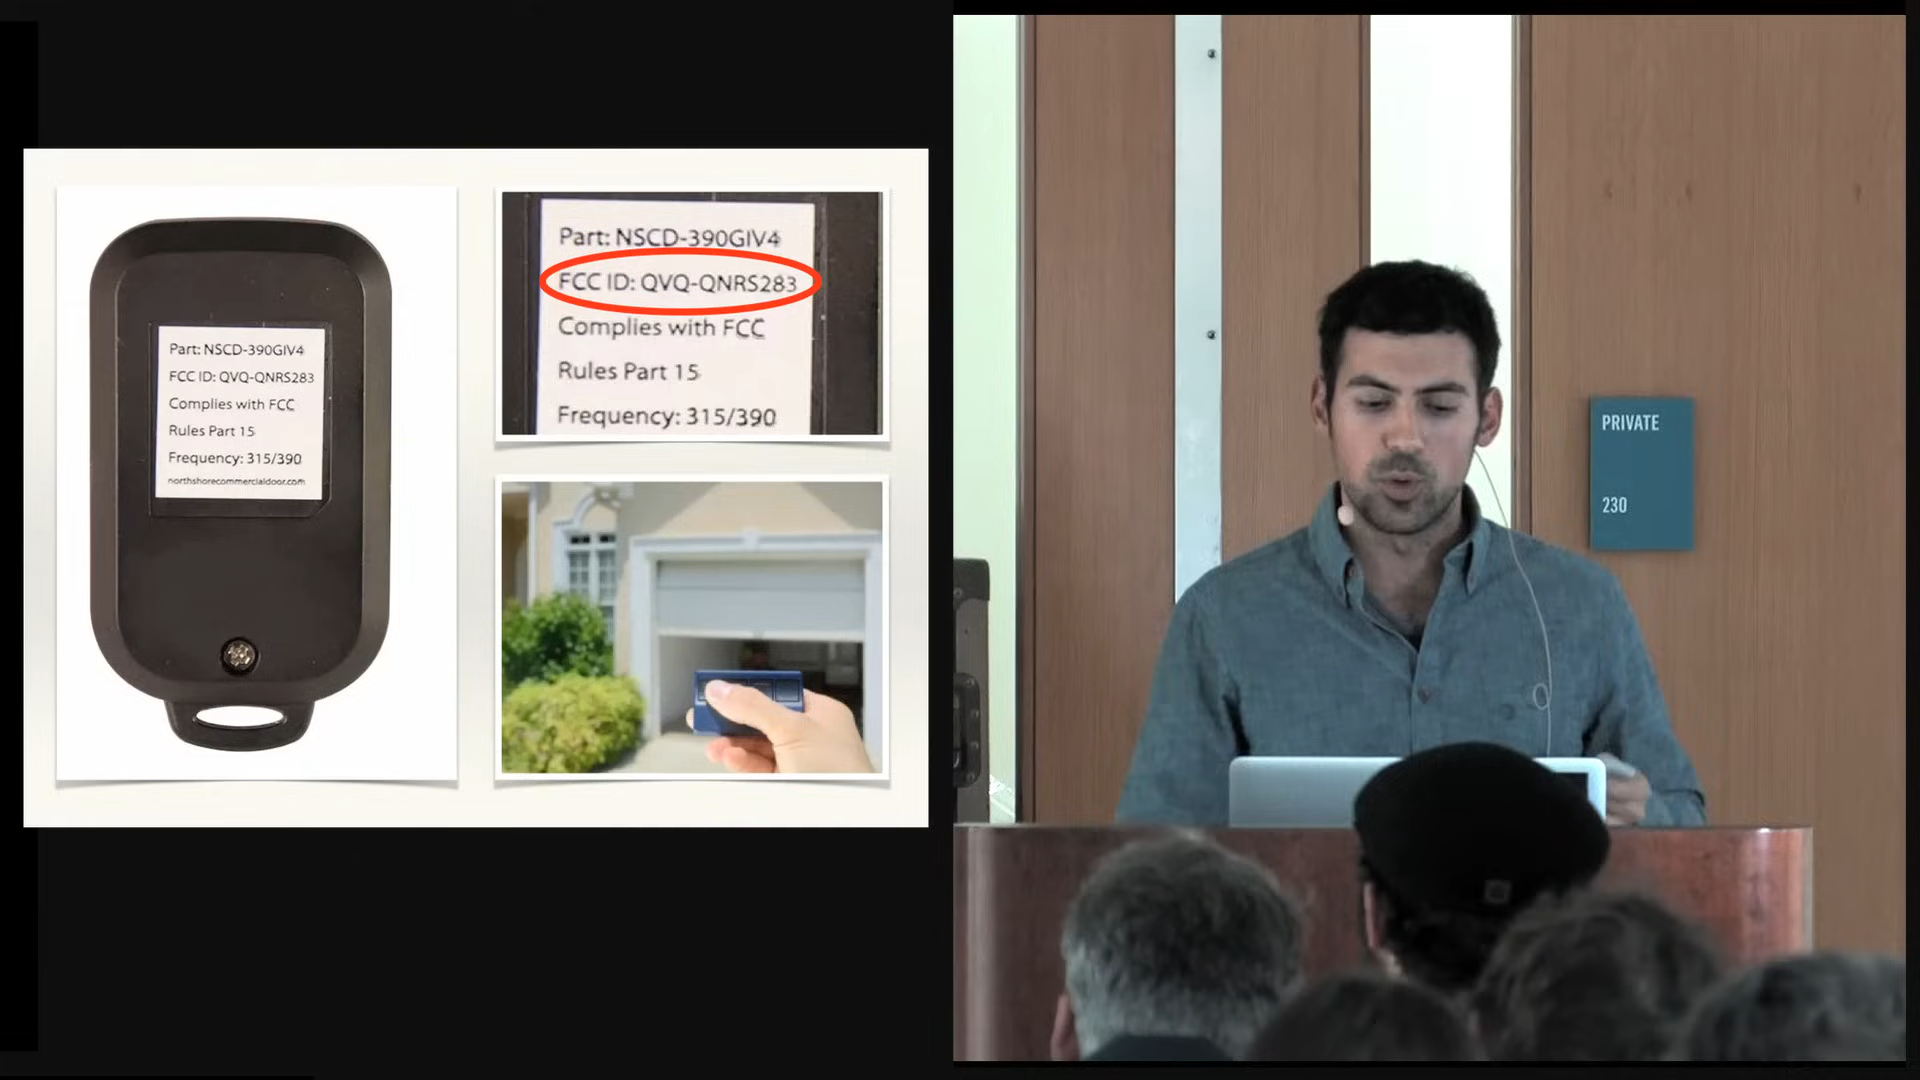 Part: NSCD-390GIV4
FCC ID: QVQ-QNRS283
Complies with FCC
Rules Part 15
Frequency: 315/390
northshorecommercialdoor.com
Part: NSCD-390GIV4
FCC ID: QVQ-QNRS283
Complies with FCC
Rules Part 15
Frequency: 315/390
PRIVATE
230